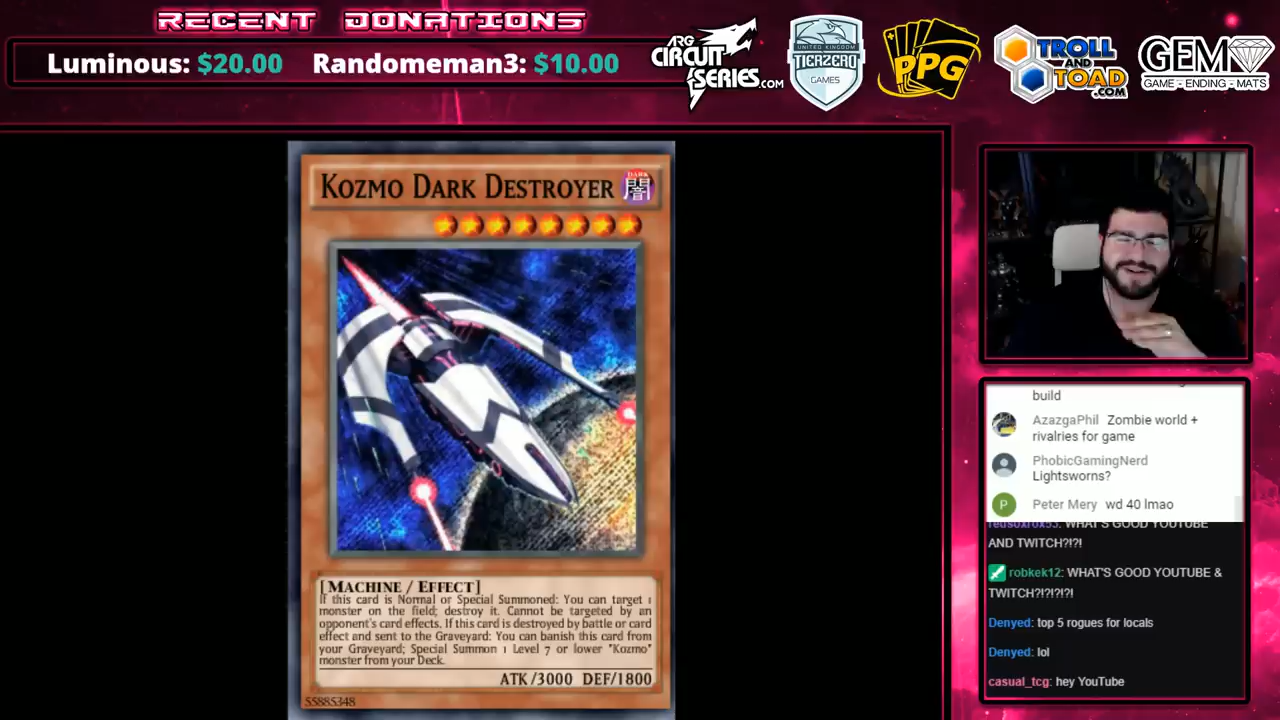 RECENT DONATIONS
Luminous: $20.00 Randomeman3: $10.00
ARG
CIRCUIT
SERIES.COM
UNITED KINGDOM
TIERZERO
GAMES
PPG
TROLL
AND
TOAD
.COM
GEM
GAME - ENDING - MATS
KOZMO DARK DESTROYER
DARK
闇
[MACHINE / EFFECT]
If this card is Normal or Special Summoned: You can target 1
monster on the field; destroy it. Cannot be targeted by an
opponent's card effects. If this card is destroyed by battle or card
effect and sent to the Graveyard: You can banish this card from
your Graveyard; Special Summon 1 Level 7 or lower "Kozmo"
monster from your Deck.
ATK/3000 DEF/1800
55885348
build
AzazgaPhil Zombie world +
rivalries for game
PhobicGamingNerd
Lightsworns?
P
Peter Mery wd 40 lmao
WHAT'S GOOD YOUTUBE
AND TWITCH?!?!
robkek12: WHAT'S GOOD YOUTUBE &
TWITCH?!?!?!?!
Denyed: top 5 rogues for locals
Denyed: lol
casual_tcg: hey YouTube